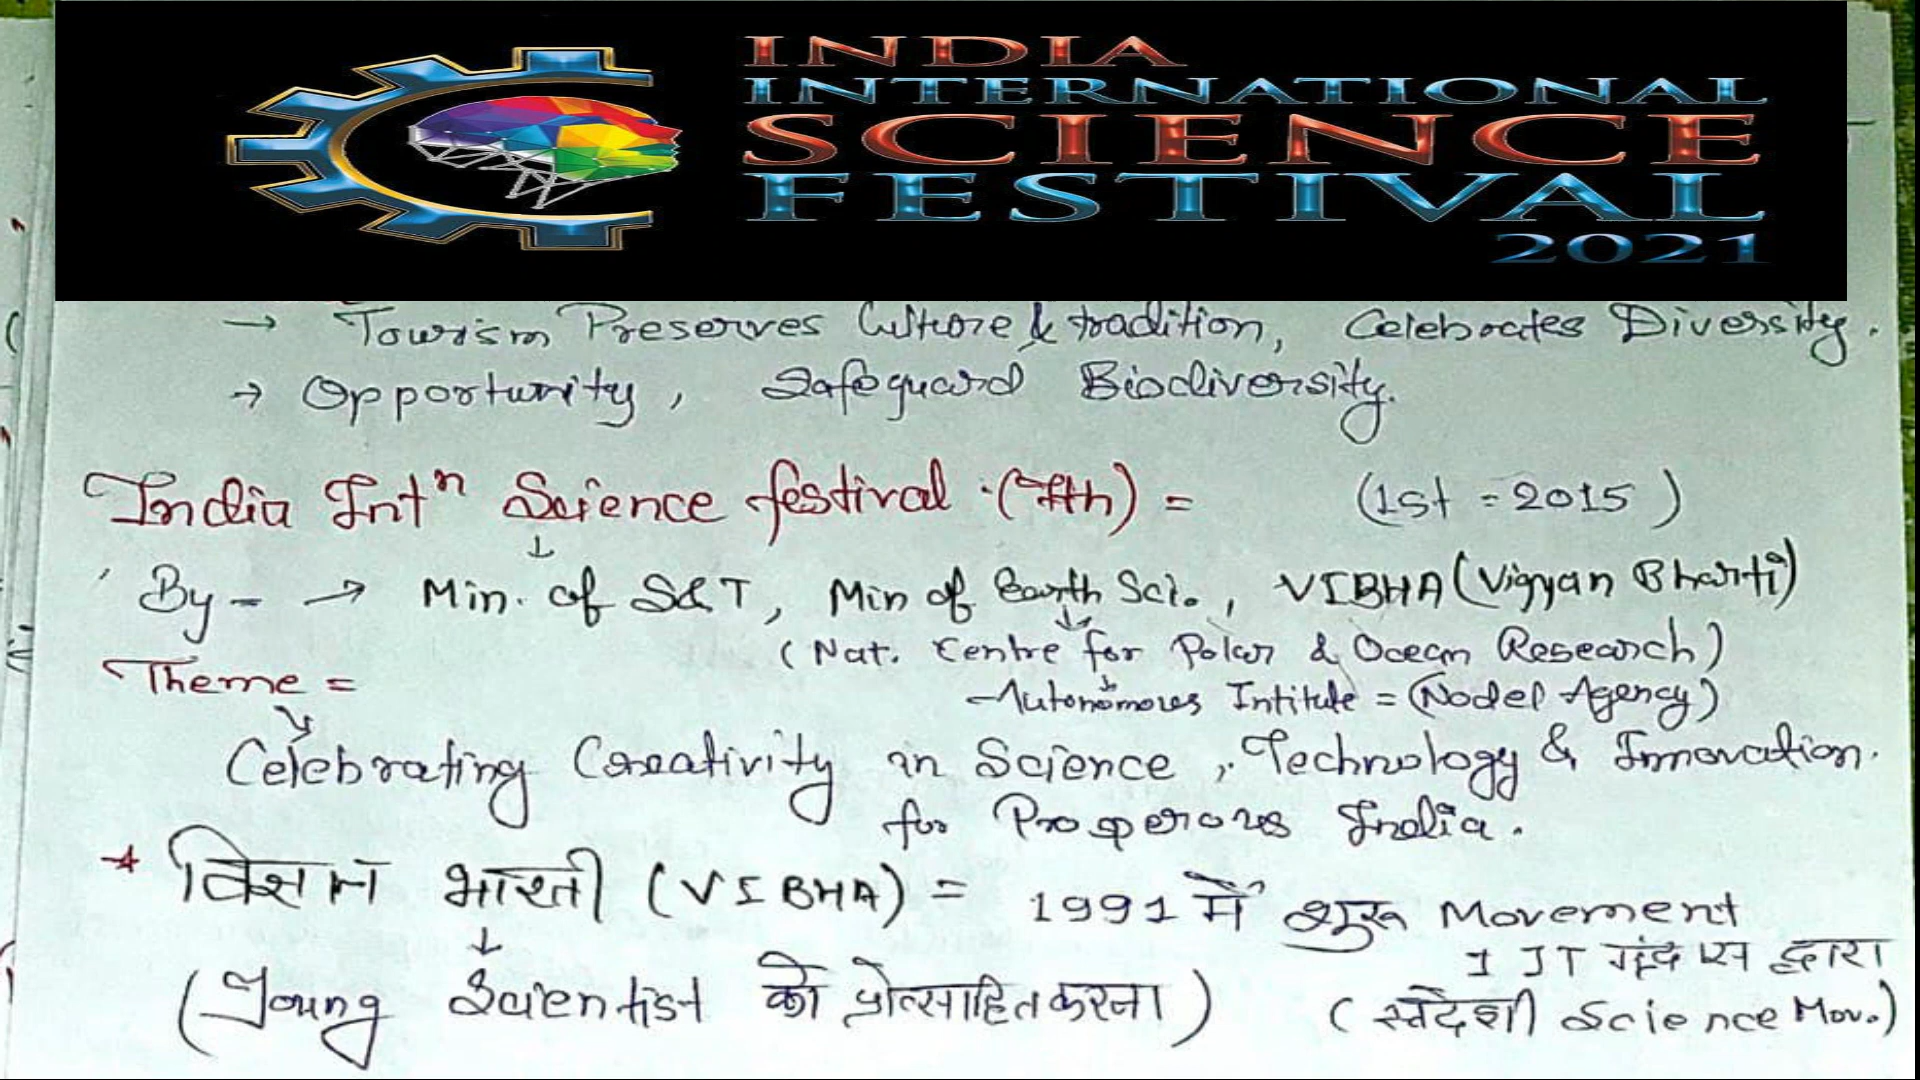 INDIA
INTERNATIONAL
SCIENCE
FESTIVAL
2021
→ Tourism Preserves Culture & tradition, Celebrates Diversity.
→ Opportunity, Safeguard Biodiversity.
India Intⁿ Science festival (7th) = (1st = 2015)
By - → Min. of S&T, Min of Earth Sci., VIBHA (Vigyan Bharti)
(Nat. Centre for Polar & Ocean Research)
Theme =
Autonomous Intitute = (Nodel Agency)
Celebrating Creativity in Science, Technology & Innovation.
for Prosperous India.
* विज्ञान भारती (VIBHA) = 1991 में शुरू Movement
(Young Scientist को प्रोत्साहित करना)
द्वारा
(स्वदेशी Science Mov.)